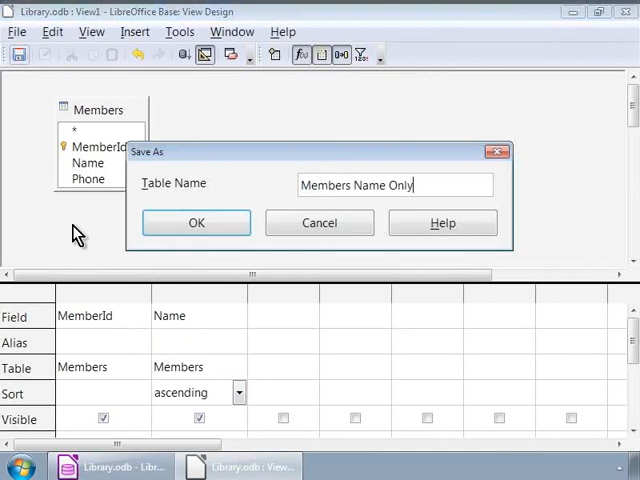 Library.odb : View1 - LibreOffice Base: View Design
File Edit View Insert Tools Window Help
f(x)
Members
*
MemberId
Name
Phone
Save As
Table Name
Members Name Only
OK Cancel Help
Field MemberId Name
Alias
Table Members Members
Sort ascending
Visible
Library.odb - Libr... Library.odb : View...